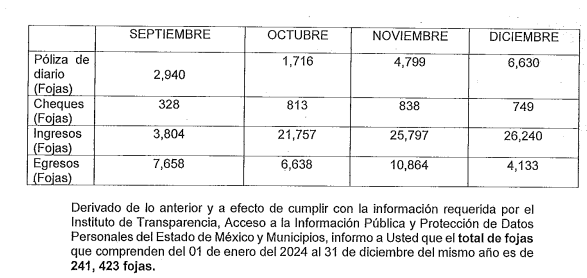 SEPTIEMBRE OCTUBRE NOVIEMBRE DICIEMBRE
Póliza de diario (Fojas) 2,940 1,716 4,799 6,630
Cheques (Fojas) 328 813 838 749
Ingresos (Fojas) 3,804 21,757 25,797 26,240
Egresos (Fojas) 7,658 6,638 10,864 4,133
Derivado de lo anterior y a efecto de cumplir con la información requerida por el
Instituto de Transparencia, Acceso a la Información Pública y Protección de Datos
Personales del Estado de México y Municipios, informo a Usted que el total de fojas
que comprenden del 01 de enero del 2024 al 31 de diciembre del mismo año es de
241, 423 fojas.